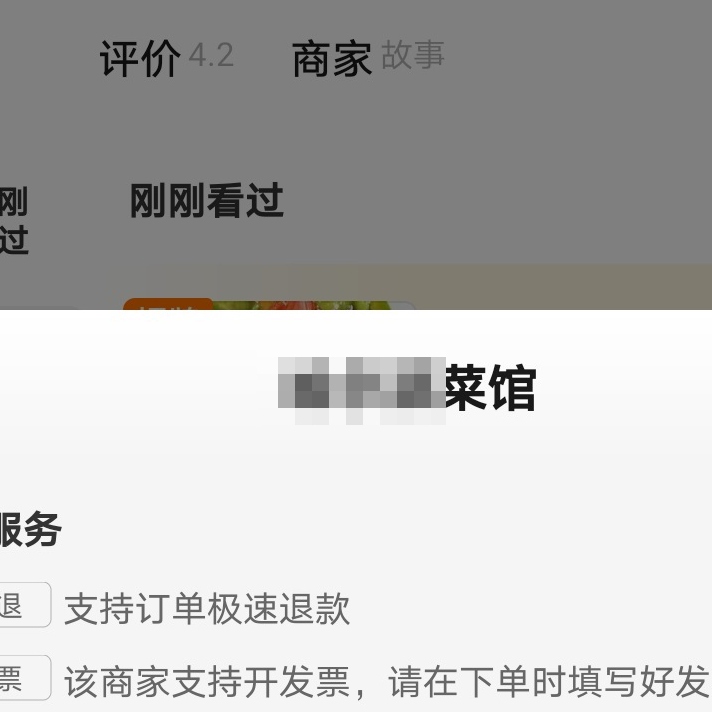 评价 4.2 商家 故事
刚
过
刚刚看过
菜馆
服务
退 支持订单极速退款
票 该商家支持开发票，请在下单时填写好发